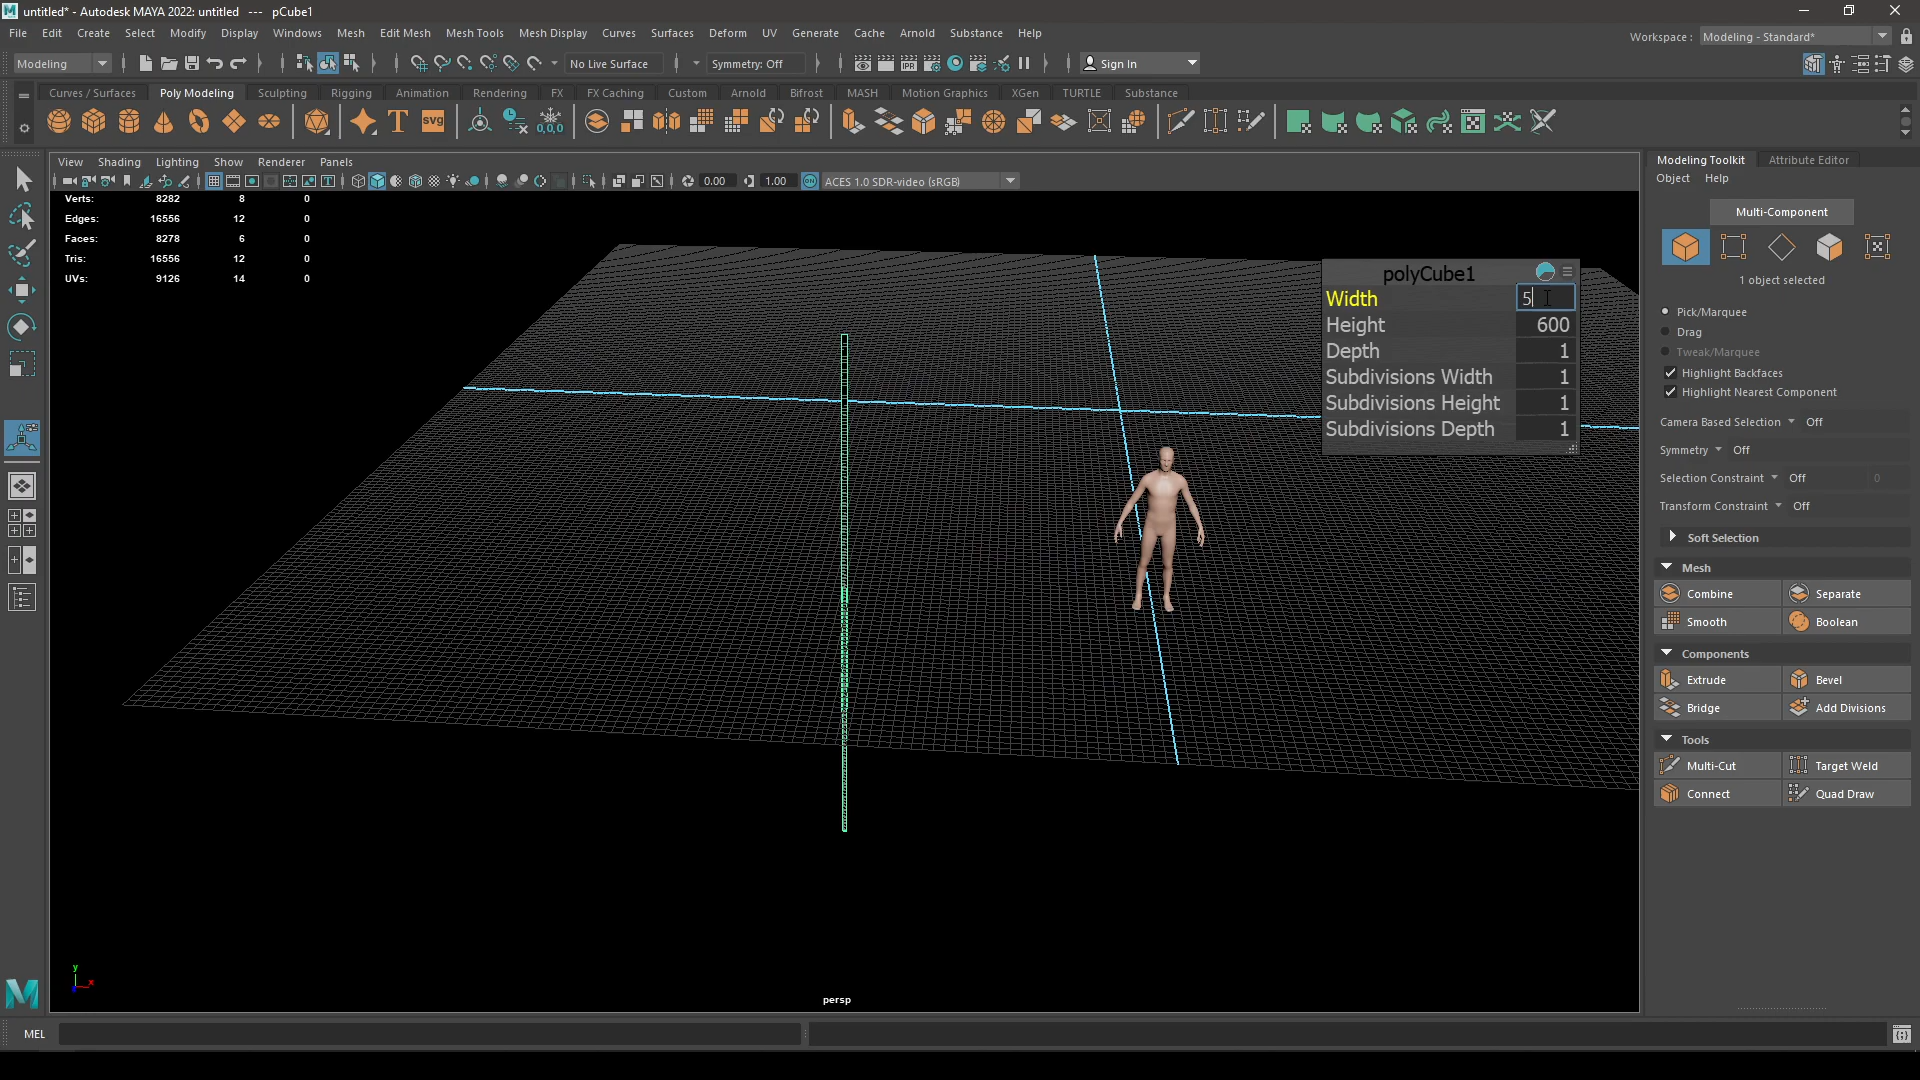 untitled* - Autodesk MAYA 2022: untitled --- pCube1
File Edit Create Select Modify Display Windows Mesh Edit Mesh Mesh Tools Mesh Display Curves Surfaces Deform UV Generate Cache Arnold Substance Help
Workspace : Modeling - Standard*
Modeling No Live Surface Symmetry: Off IPR Sign In
Curves / Surfaces Poly Modeling Sculpting Rigging Animation Rendering FX FX Caching Custom Arnold Bifrost MASH Motion Graphics XGen TURTLE Substance
T svg 0,0,0
View Shading Lighting Show Renderer Panels
0.00 1.00 ON ACES 1.0 SDR-video (sRGB)
Verts: 8282 8 0
Edges: 16556 12 0
Faces: 8278 6 0
Tris: 16556 12 0
UVs: 9126 14 0
polyCube1
Width 5
Height 600
Depth 1
Subdivisions Width 1
Subdivisions Height 1
Subdivisions Depth 1
y
x
persp
Modeling Toolkit Attribute Editor
Object Help
Multi-Component
1 object selected
Pick/Marquee
Drag
Tweak/Marquee
Highlight Backfaces
Highlight Nearest Component
Camera Based Selection Off
Symmetry Off
Selection Constraint Off 0
Transform Constraint Off
Soft Selection
Mesh
Combine Separate
Smooth Boolean
Components
Extrude Bevel
Bridge Add Divisions
Tools
Multi-Cut Target Weld
Connect Quad Draw
M
MEL